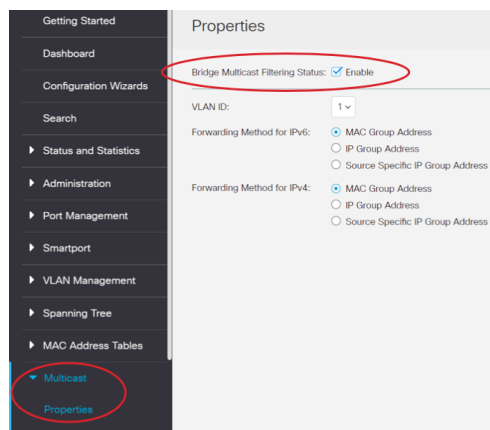 Getting Started
Dashboard
Configuration Wizards
Search
Status and Statistics
Administration
Port Management
Smartport
VLAN Management
Spanning Tree
MAC Address Tables
Multicast
Properties
Properties
Bridge Multicast Filtering Status: Enable
VLAN ID: 1
Forwarding Method for IPv6: MAC Group Address
IP Group Address
Source Specific IP Group Address
Forwarding Method for IPv4: MAC Group Address
IP Group Address
Source Specific IP Group Address